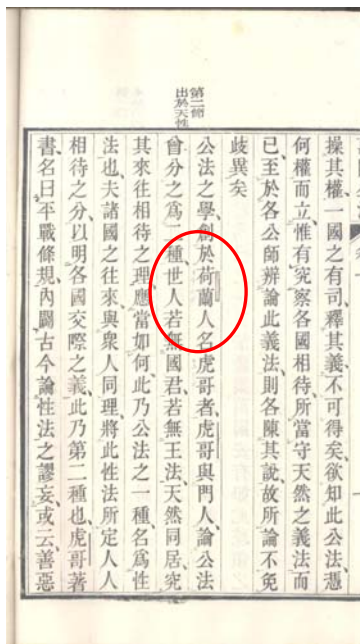 第二節
出於天性
操其權一國之有司釋其義不可得矣欲知此公法憑
何權而立惟有究察各國相待所當守天然之義法而
已至於各公師辨論此義法則各陳其說故所論不免
歧異矣
公法之學創於荷蘭人名虎哥者虎哥與門人論公法
曾分之爲二種世人若無國君若無王法天然同居究
其來往相待之理應當如何此乃公法之一種名爲性
法也夫諸國之往來與衆人同理將此性法所定人人
相待之分以明各國交際之義此乃第二種也虎哥著
書名曰平戰條規內闢古今論性法之謬妄或云善惡